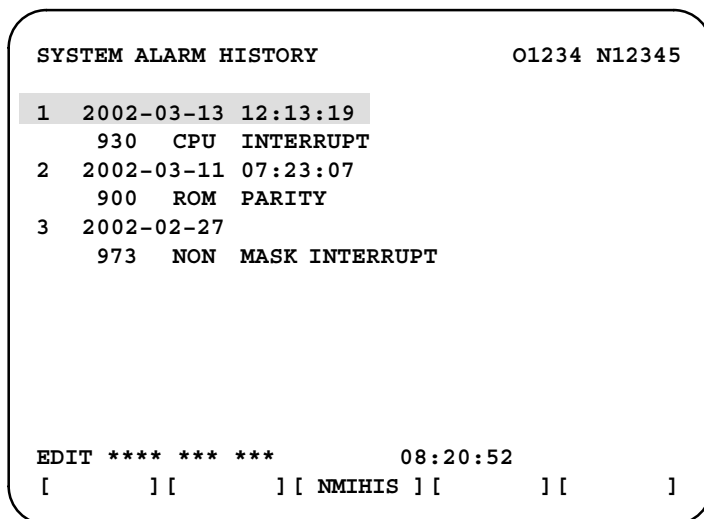 SYSTEM ALARM HISTORY O1234 N12345
1 2002-03-13 12:13:19
930 CPU INTERRUPT
2 2002-03-11 07:23:07
900 ROM PARITY
3 2002-02-27
973 NON MASK INTERRUPT
EDIT **** *** *** 08:20:52
[ ] [ ] [ NMIHIS ] [ ] [ ]